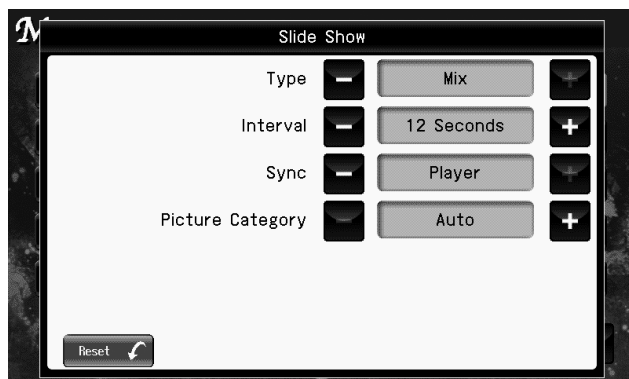 M
Slide Show
Type − Mix +
Interval − 12 Seconds +
Sync − Player +
Picture Category − Auto +
Reset